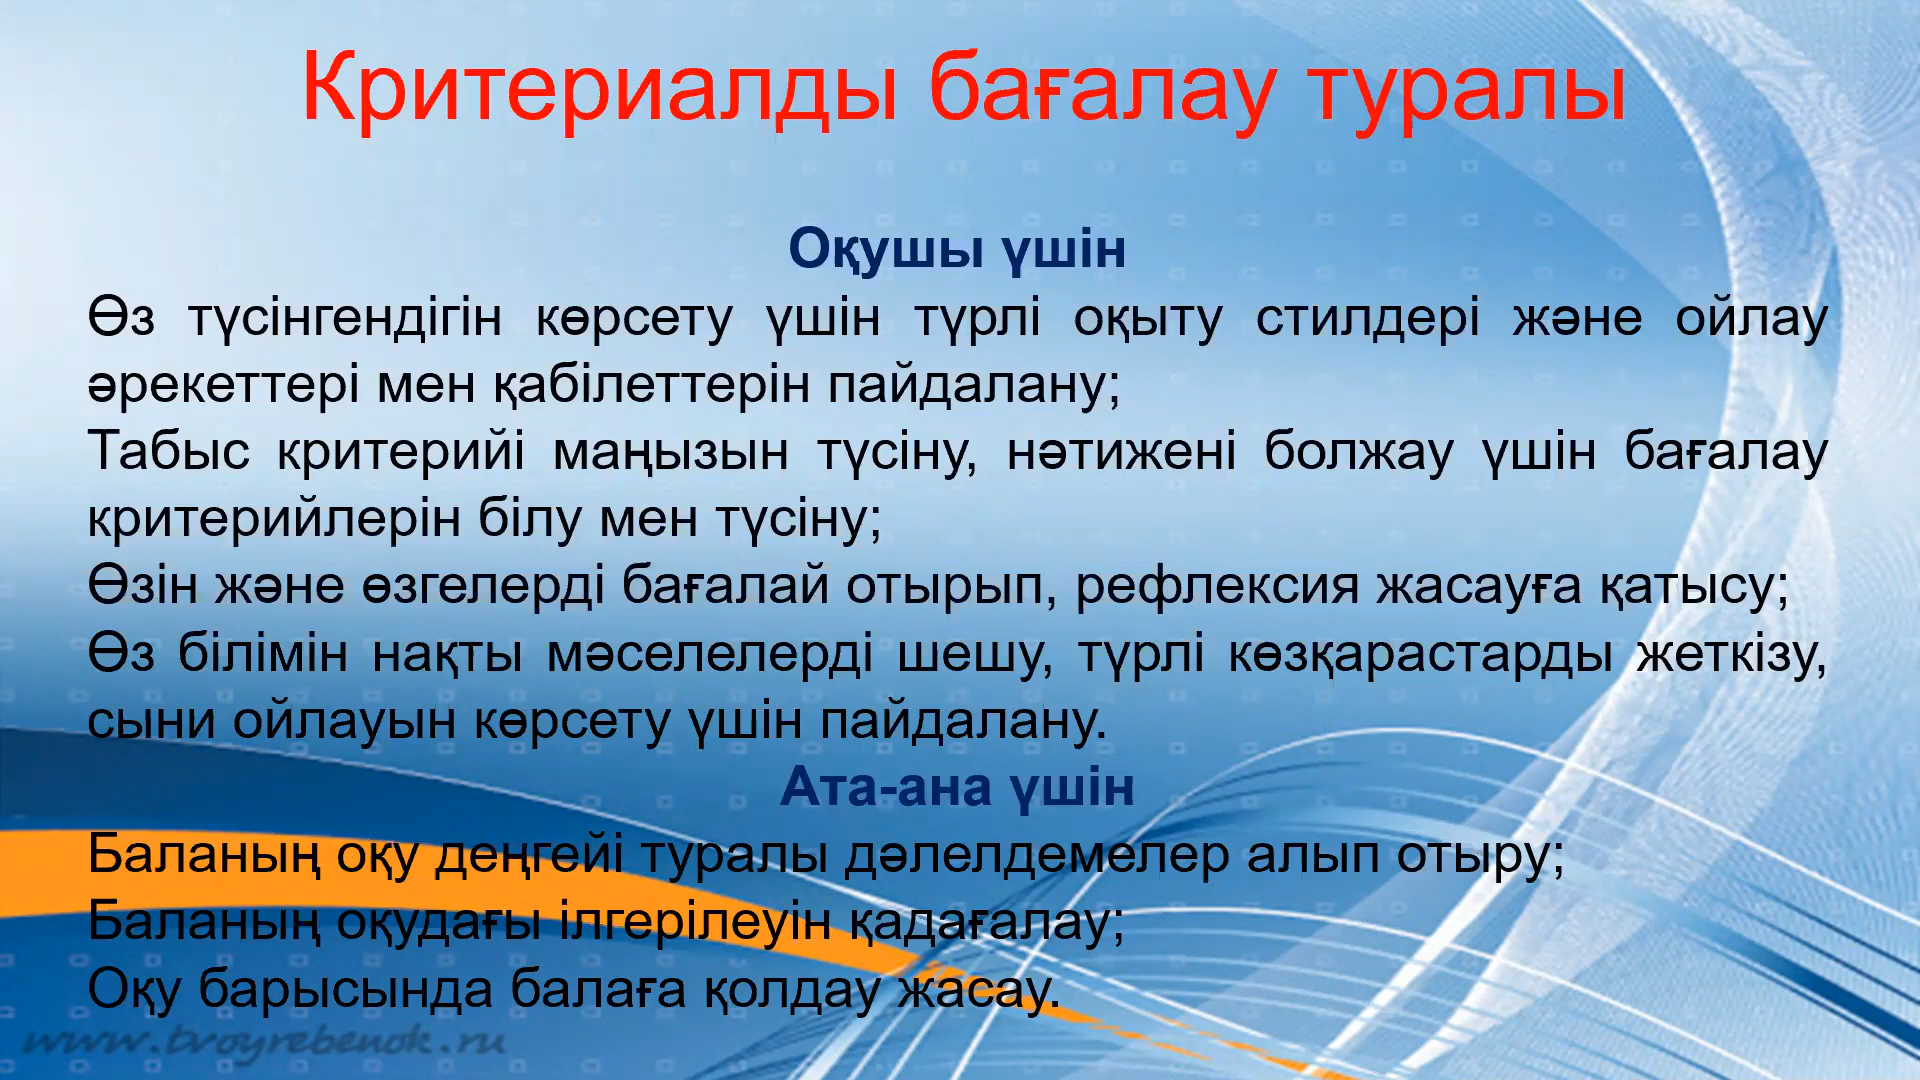 Критериалды бағалау туралы
Оқушы үшін
Өз түсінгендігін көрсету үшін түрлі оқыту стилдері және ойлау
әрекеттері мен қабілеттерін пайдалану;
Табыс критерийі маңызын түсіну, нәтижені болжау үшін бағалау
критерийлерін білу мен түсіну;
Өзін және өзгелерді бағалай отырып, рефлексия жасауға қатысу;
Өз білімін нақты мәселелерді шешу, түрлі көзқарастарды жеткізу,
сыни ойлауын көрсету үшін пайдалану.
Ата-ана үшін
Баланың оқу деңгейі туралы дәлелдемелер алып отыру;
Баланың оқудағы ілгерілеуін қадағалау;
Оқу барысында балаға қолдау жасау.
www.tvoyrebenok.ru